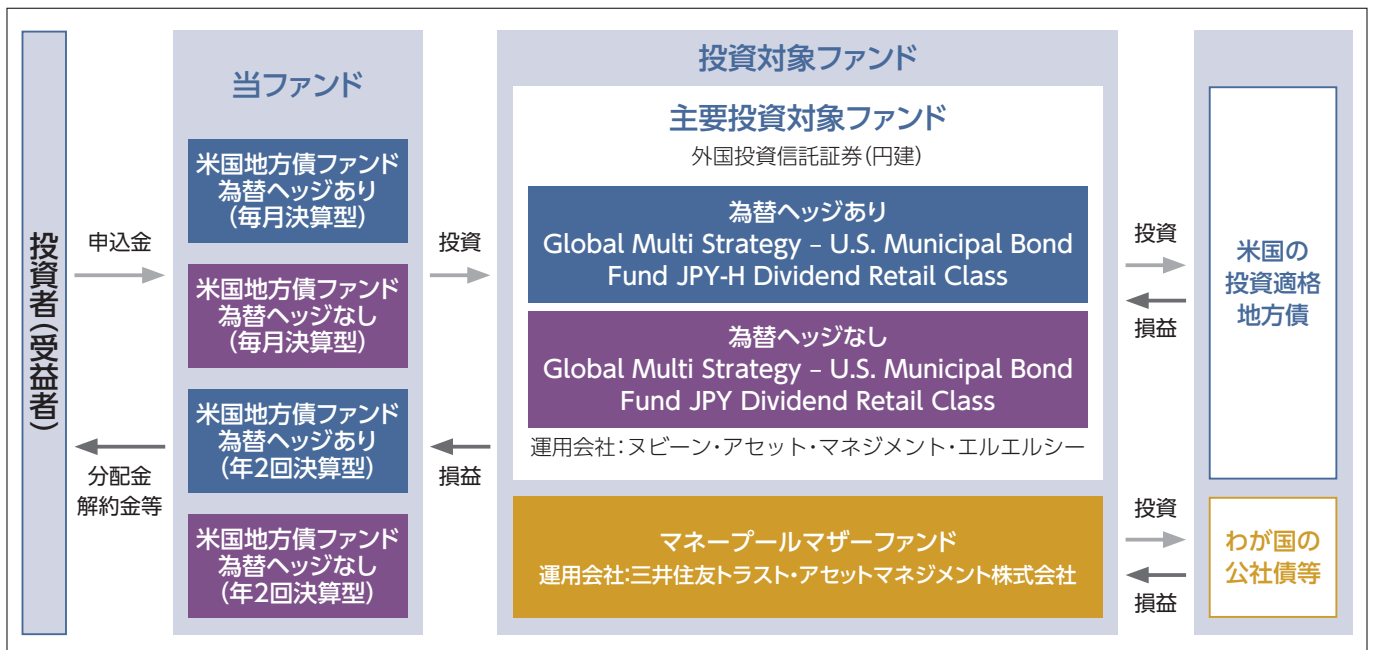 投資者(受益者)
申込金
分配金
解約金等
当ファンド
米国地方債ファンド
為替ヘッジあり
(毎月決算型)
米国地方債ファンド
為替ヘッジなし
(毎月決算型)
米国地方債ファンド
為替ヘッジあり
(年2回決算型)
米国地方債ファンド
為替ヘッジなし
(年2回決算型)
投資
損益
投資対象ファンド
主要投資対象ファンド
外国投資信託証券(円建)
為替ヘッジあり
Global Multi Strategy – U.S. Municipal Bond
Fund JPY-H Dividend Retail Class
為替ヘッジなし
Global Multi Strategy – U.S. Municipal Bond
Fund JPY Dividend Retail Class
運用会社:ヌビーン・アセット・マネジメント・エルエルシー
マネープールマザーファンド
運用会社:三井住友トラスト・アセットマネジメント株式会社
投資
損益
投資
損益
米国の
投資適格
地方債
わが国の
公社債等